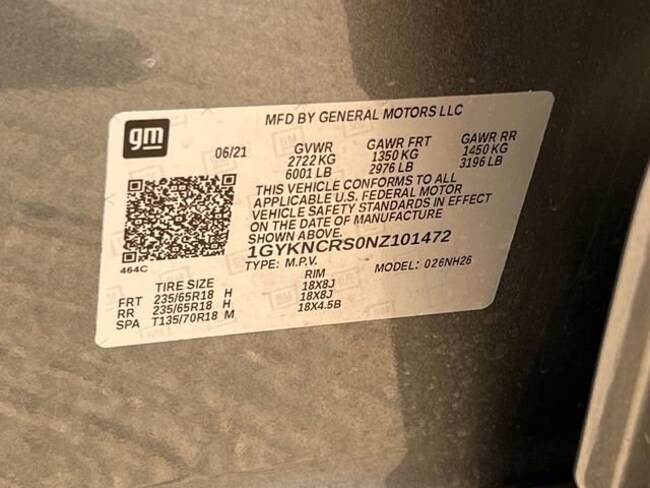 gm
MFD BY GENERAL MOTORS LLC
06/21 GVWR GAWR FRT GAWR RR
2722 KG 1350 KG 1450 KG
6001 LB 2976 LB 3196 LB
THIS VEHICLE CONFORMS TO ALL
APPLICABLE U.S. FEDERAL MOTOR
VEHICLE SAFETY STANDARDS IN EFFECT
ON THE DATE OF MANUFACTURE
SHOWN ABOVE.
1GYKNCRS0NZ101472
TYPE: M.P.V. MODEL: 026NH26
464C
TIRE SIZE RIM
FRT 235/65R18 H 18X8J
RR 235/65R18 H 18X8J
SPA T135/70R18 M 18X4.5B